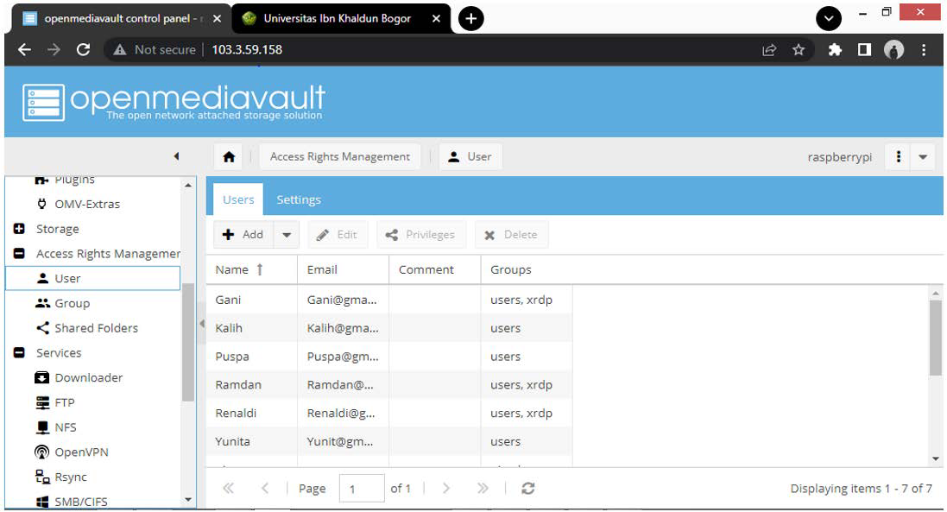 openmediavault control panel - r
Universitas Ibn Khaldun Bogor
Not secure | 103.3.59.158
openmediavault
The open network attached storage solution
Access Rights Management
User
raspberrypi
Plugins
OMV-Extras
Storage
Access Rights Managemer
User
Group
Shared Folders
Services
Downloader
FTP
NFS
OpenVPN
Rsync
SMB/CIFS
Users Settings
Add Edit Privileges Delete
Name Email Comment Groups
Gani Gani@gma... users, xrdp
Kalih Kalih@gma... users
Puspa Puspa@gm... users
Ramdan Ramdan@... users, xrdp
Renaldi Renaldi@g... users, xrdp
Yunita Yunit@gm... users
Page 1 of 1
Displaying items 1 - 7 of 7